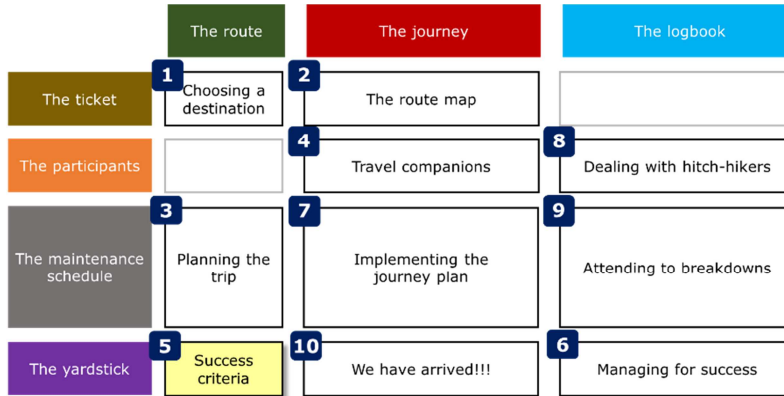 The route
The journey
The logbook
The ticket
1
Choosing a
destination
2
The route map
The participants
4
Travel companions
8
Dealing with hitch-hikers
The maintenance
schedule
3
Planning the
trip
7
Implementing the
journey plan
9
Attending to breakdowns
The yardstick
5
Success
criteria
10
We have arrived!!!
6
Managing for success